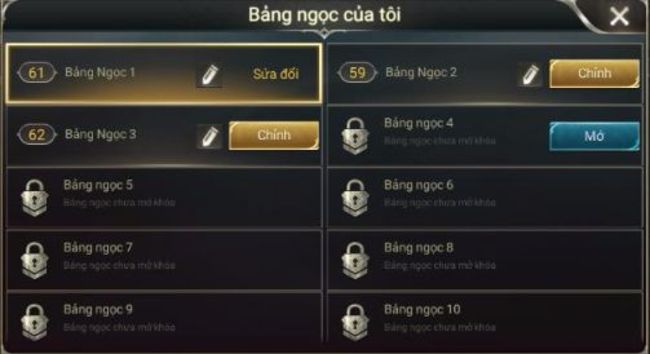 Bảng ngọc của tôi
61 Bảng Ngọc 1 Sửa đổi
59 Bảng Ngọc 2 Chỉnh
62 Bảng Ngọc 3 Chỉnh
Bảng ngọc 4 Mở
Bảng ngọc chưa mở khóa
Bảng ngọc 5
Bảng ngọc chưa mở khóa
Bảng ngọc 6
Bảng ngọc chưa mở khóa
Bảng ngọc 7
Bảng ngọc chưa mở khóa
Bảng ngọc 8
Bảng ngọc chưa mở khóa
Bảng ngọc 9
Bảng ngọc chưa mở khóa
Bảng ngọc 10
Bảng ngọc chưa mở khóa